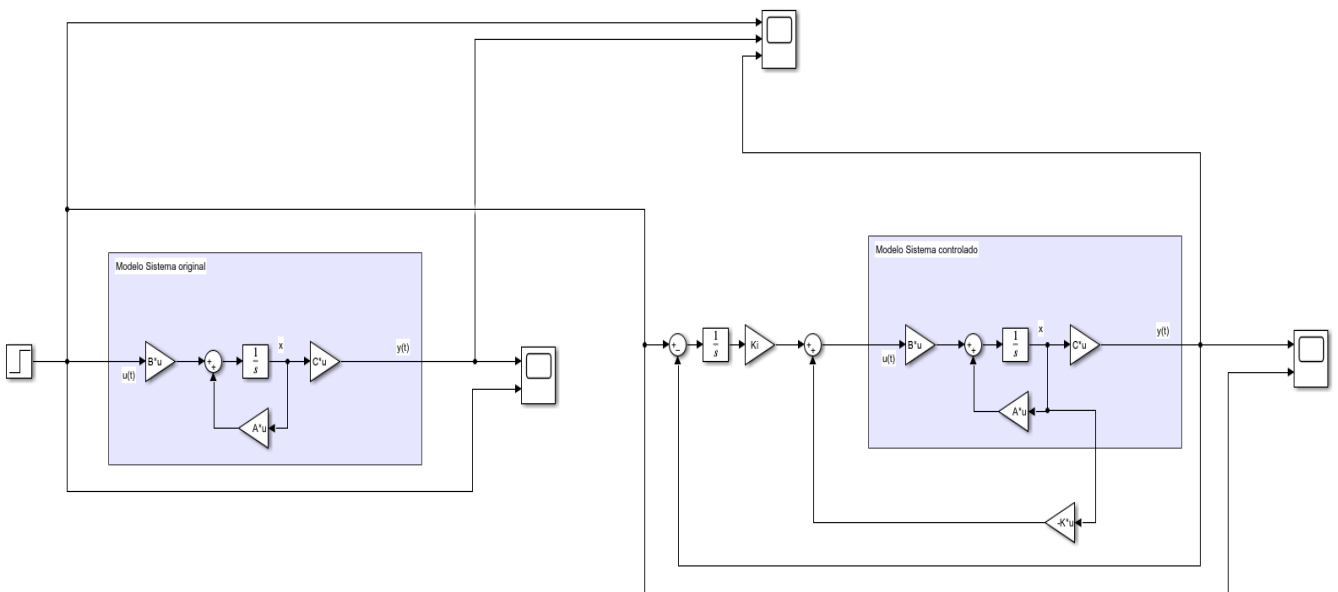 Modelo Sistema original
B*u
u(t)
+
+
1
s
x
C*u
y(t)
A*u
+
−
1
s
Ki
+
+
Modelo Sistema controlado
B*u
u(t)
+
+
1
s
x
C*u
y(t)
A*u
-K*u